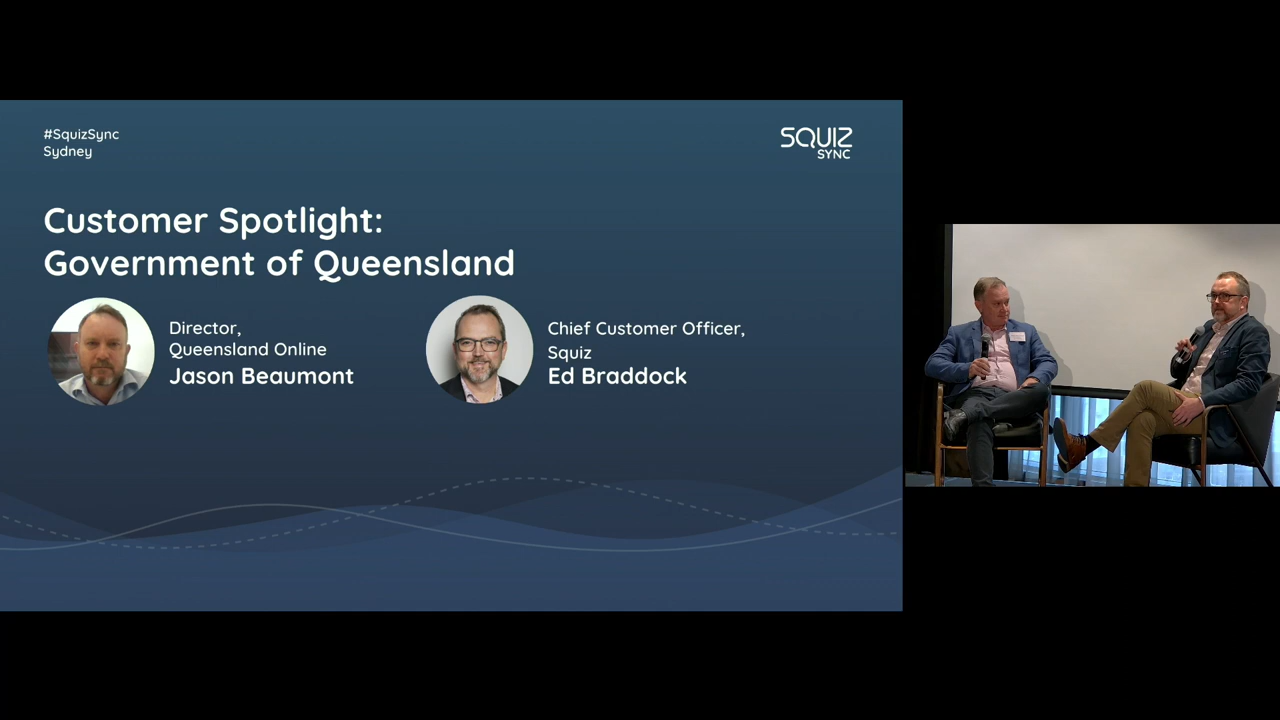 #SquizSync
Sydney
SQUIZ
SYNC
Customer Spotlight:
Government of Queensland
Director,
Queensland Online
Jason Beaumont
Chief Customer Officer,
Squiz
Ed Braddock